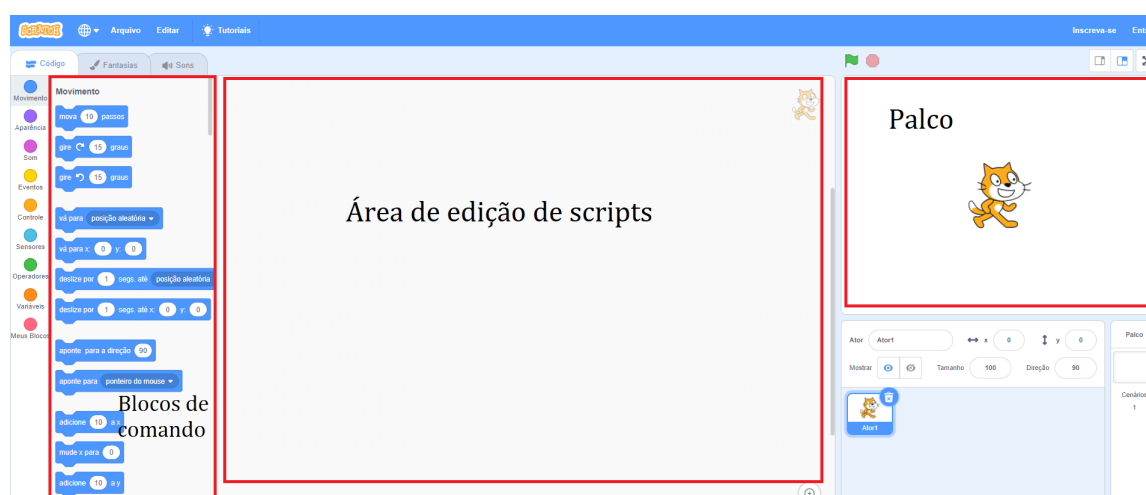 SCRATCH Arquivo Editar Tutoriais Inscreva-se
Código Fantasias Sons
Movimento
Aparência
Som
Eventos
Controle
Sensores
Operadores
Variáveis
Meus Blocos
Movimento
mova 10 passos
gire 15 graus
gire 15 graus
vá para posição aleatória
vá para x: 0 y: 0
deslize por 1 segs. até posição aleatória
deslize por 1 segs. até x: 0 y: 0
aponte para a direção 90
aponte para ponteiro do mouse
adicione 10 a x
mude x para 0
adicione 10 a y
Blocos de
comando
Área de edição de scripts
Palco
Ator Ator1 x 0 y 0
Mostrar Tamanho 100 Direção 90
Ator1
Palco
Cenários
1